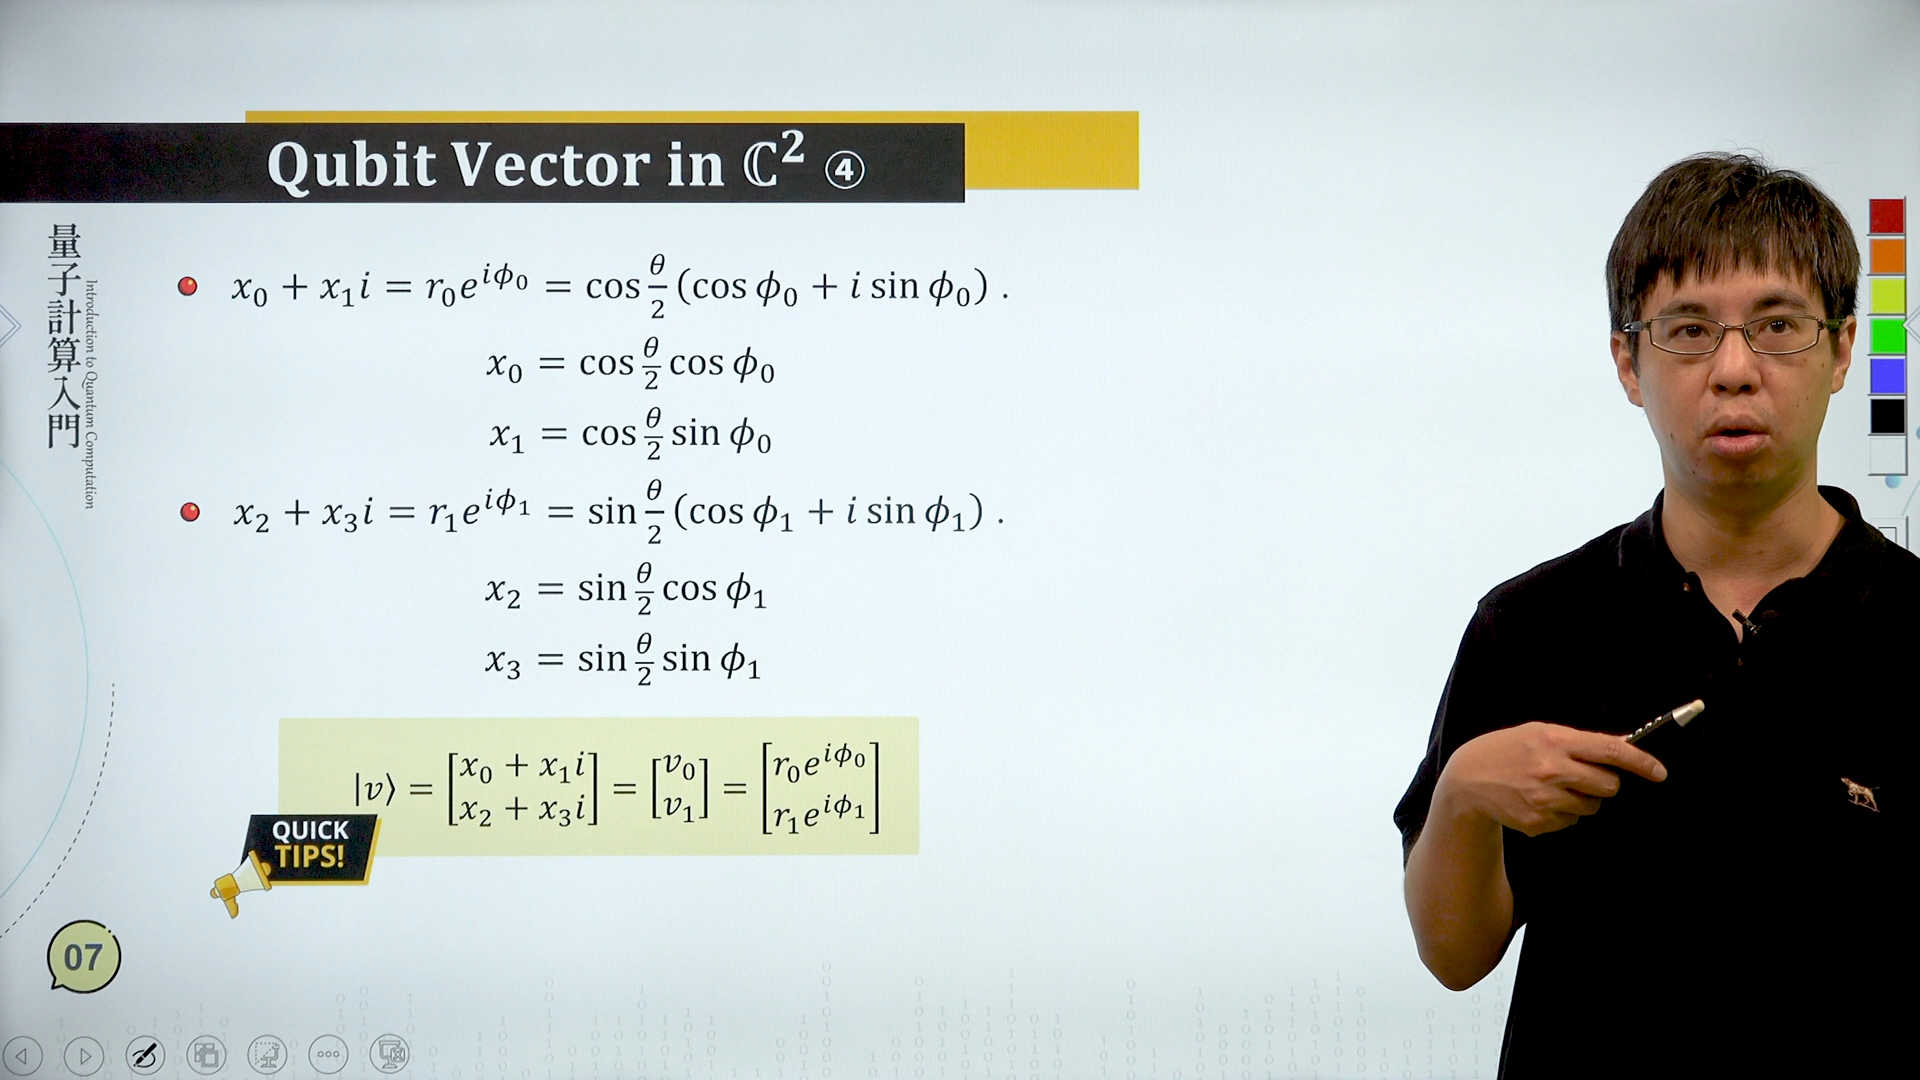 Qubit Vector in ℂ² ④
量子計算入門
Introduction to Quantum Computation
x₀ + x₁i = r₀e^{iϕ₀} = cos θ/2 (cos ϕ₀ + i sin ϕ₀) .
x₀ = cos θ/2 cos ϕ₀
x₁ = cos θ/2 sin ϕ₀
x₂ + x₃i = r₁e^{iϕ₁} = sin θ/2 (cos ϕ₁ + i sin ϕ₁) .
x₂ = sin θ/2 cos ϕ₁
x₃ = sin θ/2 sin ϕ₁
|v⟩ = [x₀ + x₁i; x₂ + x₃i] = [v₀; v₁] = [r₀e^{iϕ₀}; r₁e^{iϕ₁}]
QUICK
TIPS!
07